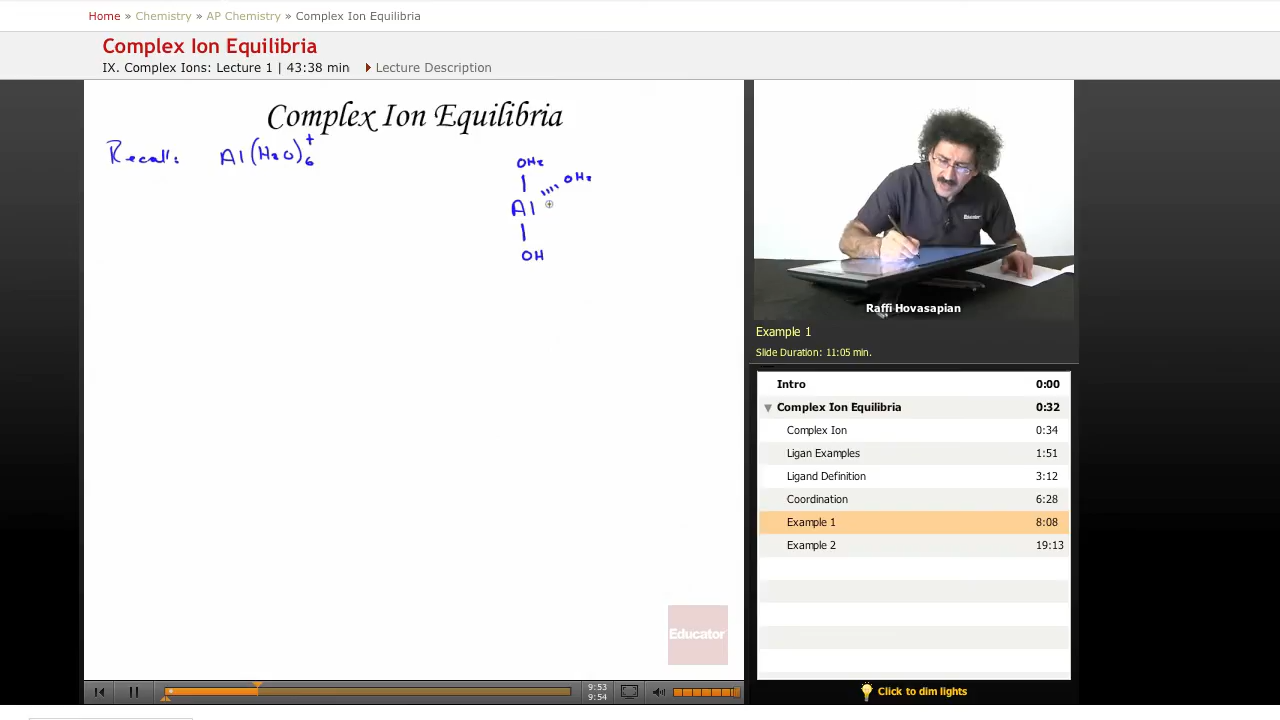 Home » Chemistry » AP Chemistry » Complex Ion Equilibria
Complex Ion Equilibria
IX. Complex Ions: Lecture 1 | 43:38 min Lecture Description
Complex Ion Equilibria
Recall: Al(H2O)6+
OH2
OH2
Al
OH
Educator
Raffi Hovasapian
Example 1
Slide Duration: 11:05 min.
Intro 0:00
Complex Ion Equilibria 0:32
Complex Ion 0:34
Ligan Examples 1:51
Ligand Definition 3:12
Coordination 6:28
Example 1 8:08
Example 2 19:13
Educator
9:53
9:54
Click to dim lights